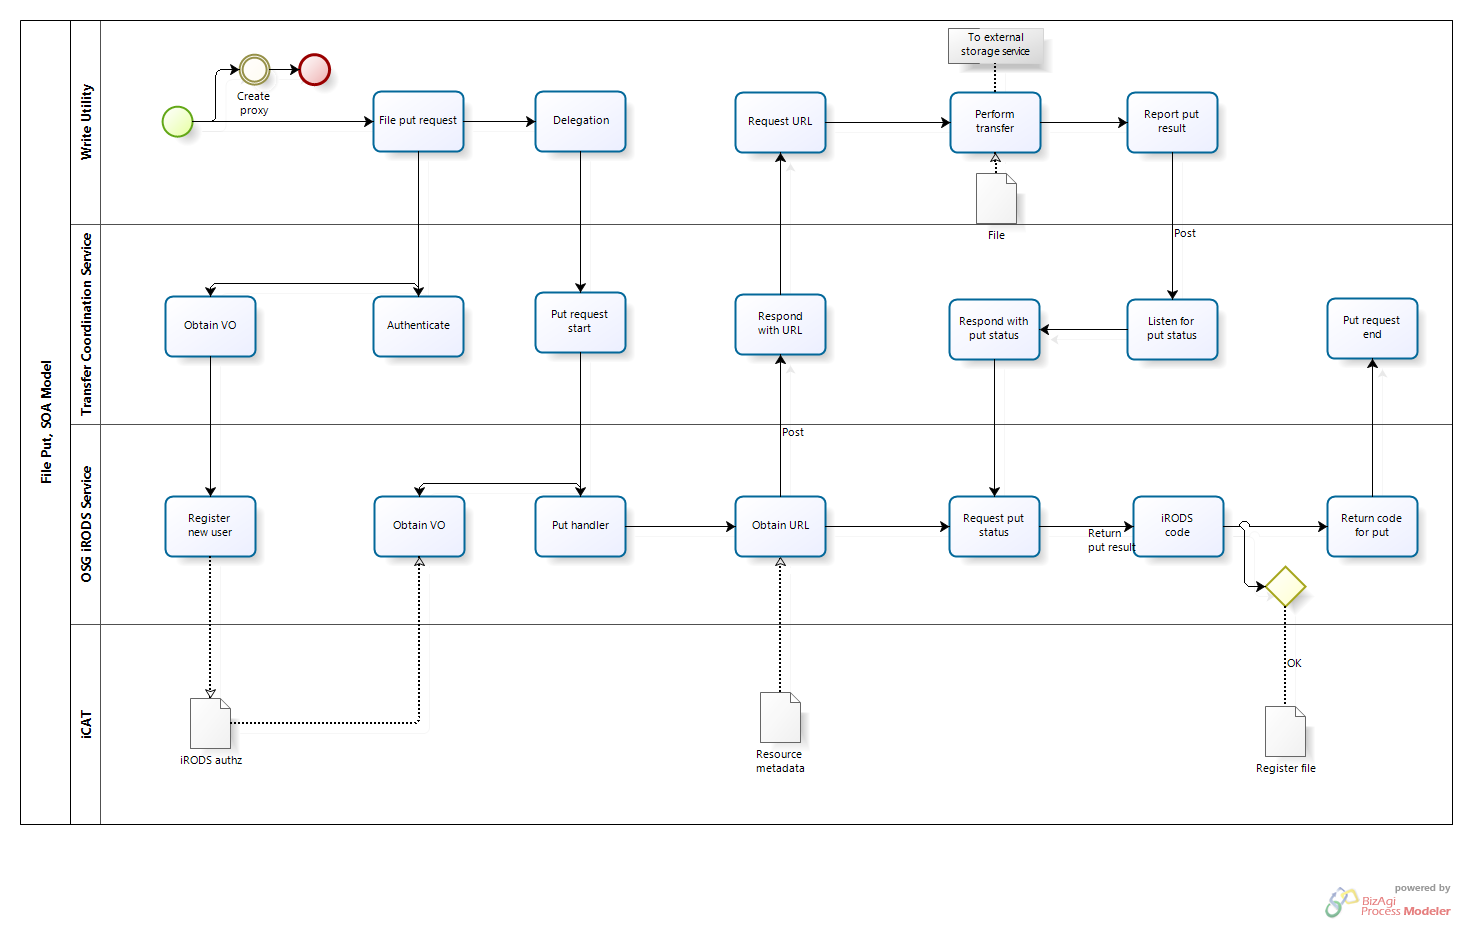 File Put, SOA Model
Write Utility
To external
storage service
Create
proxy
File put request
Delegation
Request URL
Perform
transfer
Report put
result
File
Post
Transfer Coordination Service
Obtain VO
Authenticate
Put request
start
Respond
with URL
Respond with
put status
Listen for
put status
Put request
end
Post
OSG iRODS Service
Register
new user
Obtain VO
Put handler
Obtain URL
Request put
status
Return
put result
iRODS
code
Return code
for put
OK
iCAT
iRODS authz
Resource
metadata
Register file
powered by
BizAgi
Process Modeler